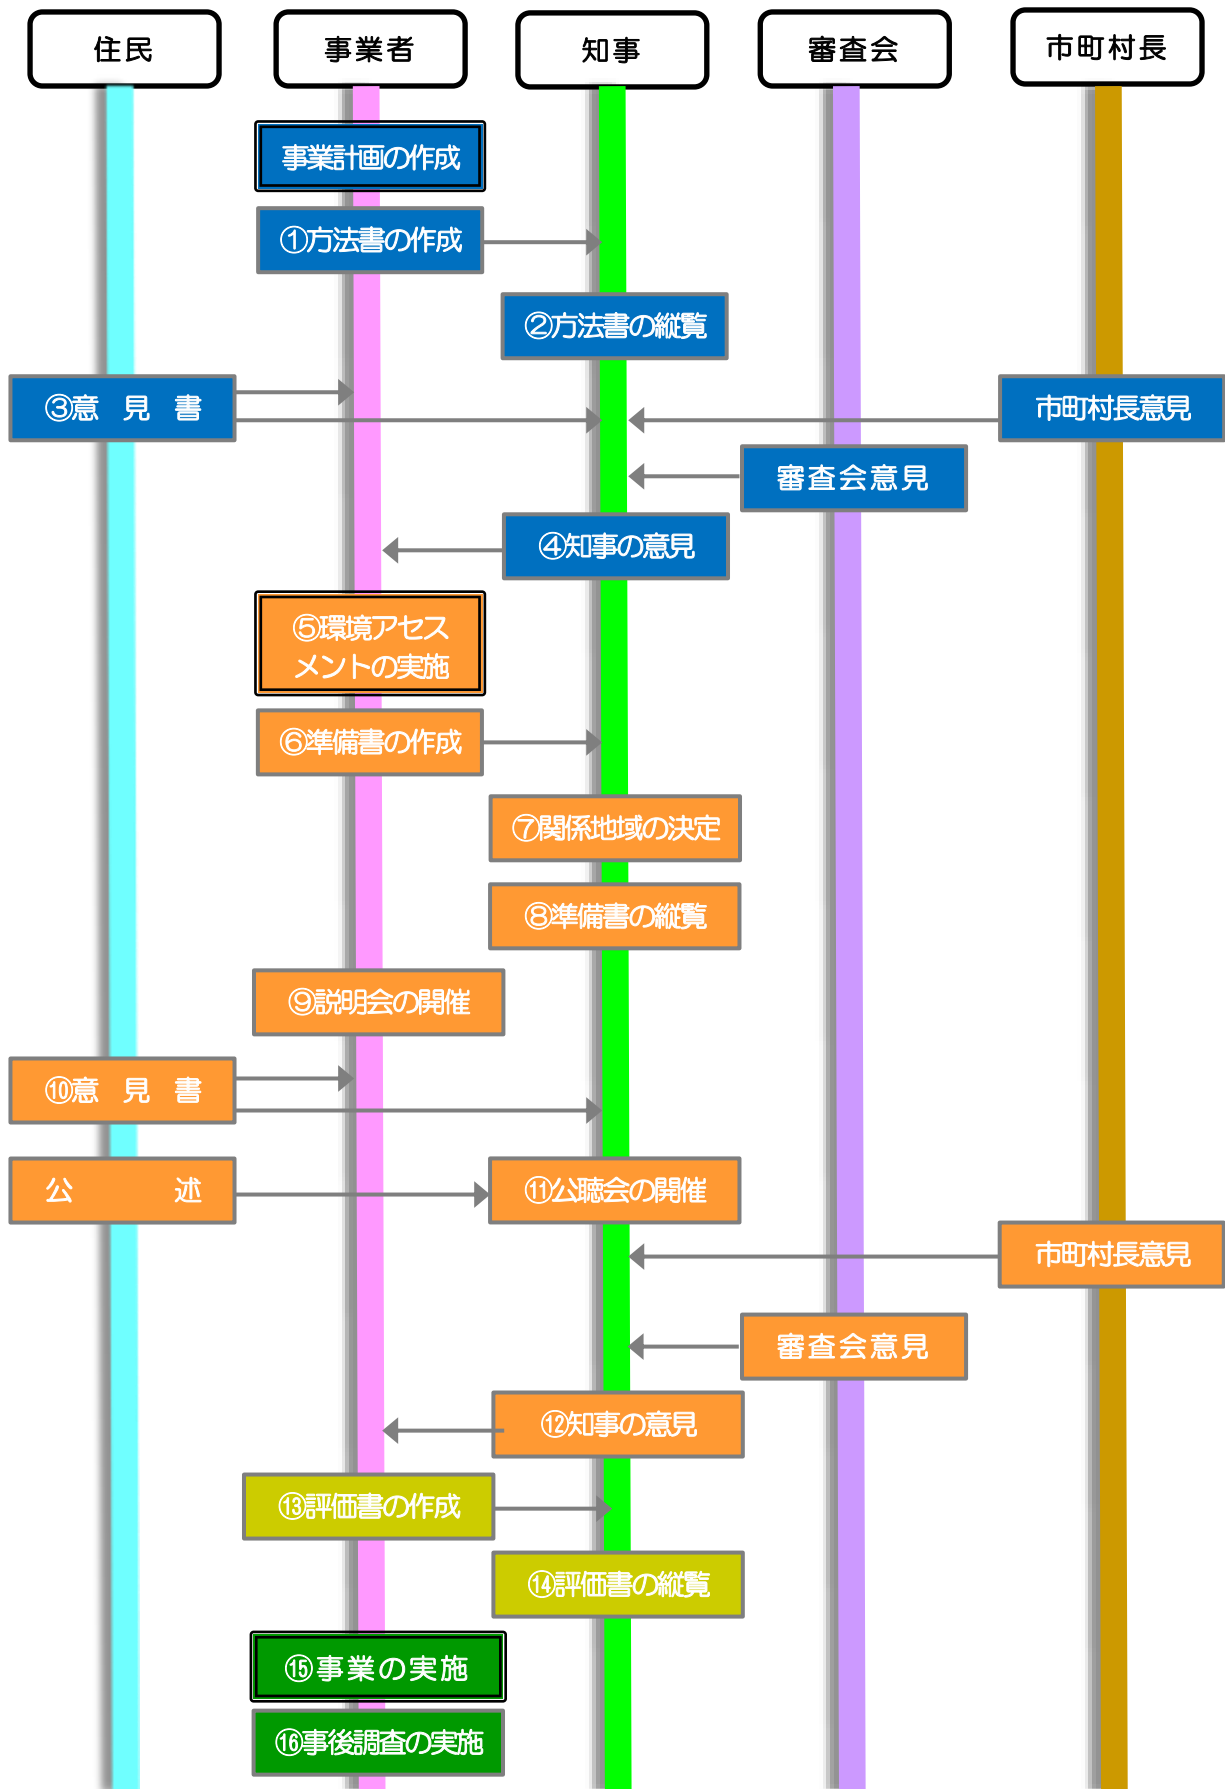 住民
事業者
知事
審査会
市町村長
事業計画の作成
①方法書の作成
②方法書の縦覧
③意　見　書
市町村長意見
審査会意見
④知事の意見
⑤環境アセス
メントの実施
⑥準備書の作成
⑦関係地域の決定
⑧準備書の縦覧
⑨説明会の開催
⑩意　見　書
公　　　　述
⑪公聴会の開催
市町村長意見
審査会意見
⑫知事の意見
⑬評価書の作成
⑭評価書の縦覧
⑮事業の実施
⑯事後調査の実施